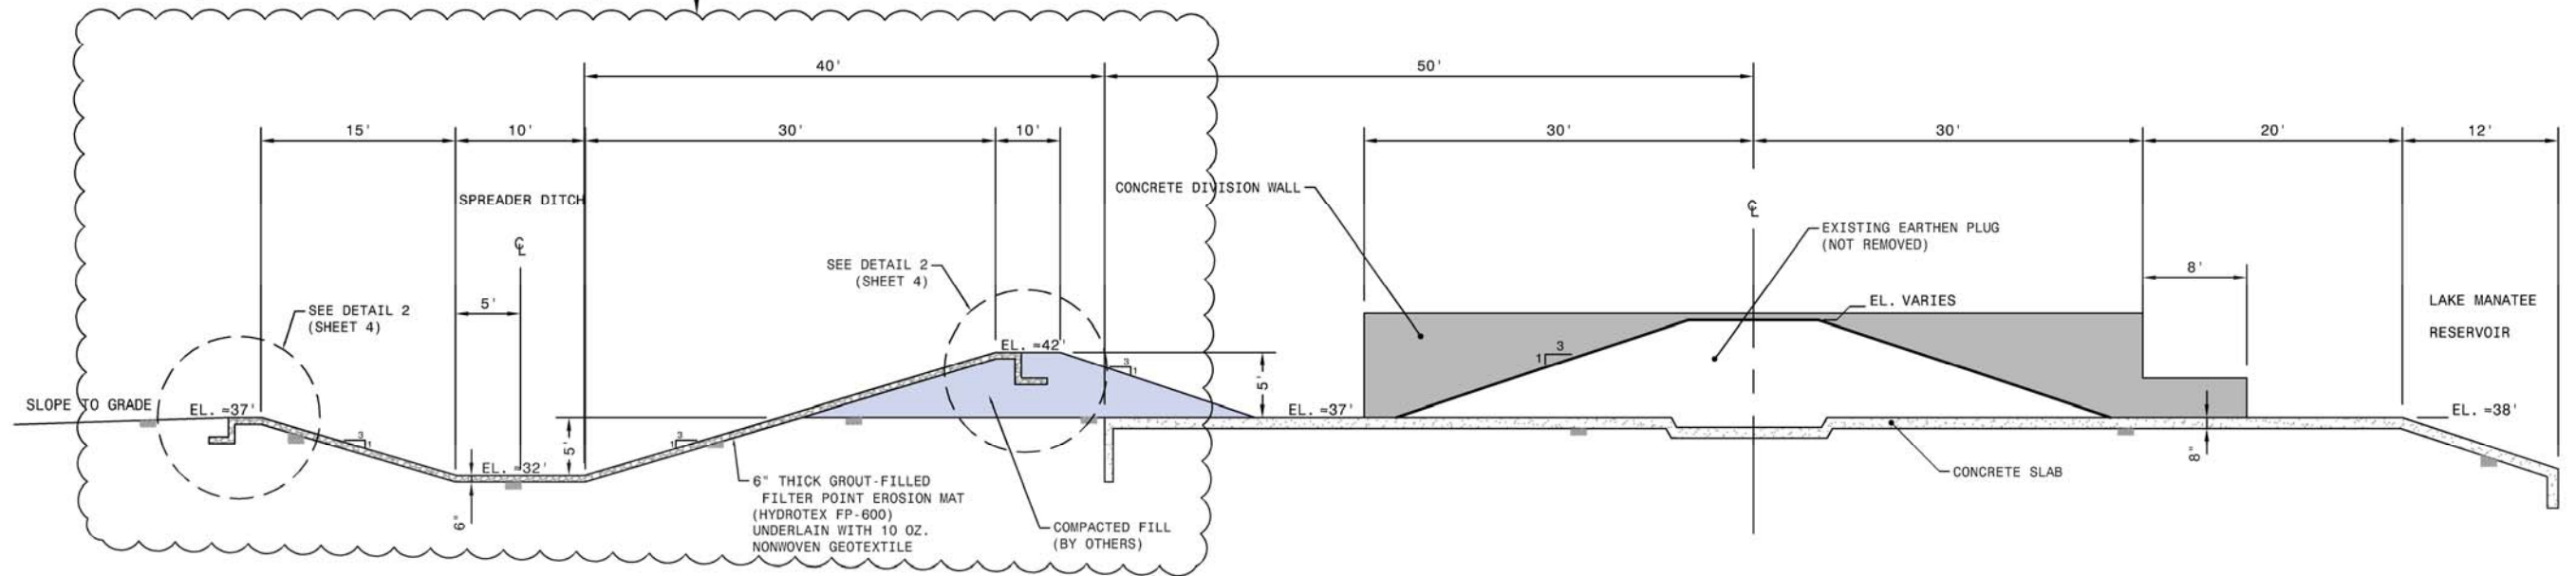 40'
50'
15'
10'
30'
10'
30'
30'
20'
12'
SPREADER DITCH
CONCRETE DIVISION WALL
℄
℄
EXISTING EARTHEN PLUG
(NOT REMOVED)
SEE DETAIL 2
(SHEET 4)
8'
5'
SEE DETAIL 2
(SHEET 4)
EL. VARIES
LAKE MANATEE
RESERVOIR
EL. ≈42'
3
1
3
1
5'
SLOPE TO GRADE
EL. ≈37'
EL. ≈37'
EL. ≈38'
3
1
3
1
5'
EL. ≈32'
8"
6"
6" THICK GROUT-FILLED
FILTER POINT EROSION MAT
(HYDROTEX FP-600)
UNDERLAIN WITH 10 OZ.
NONWOVEN GEOTEXTILE
CONCRETE SLAB
COMPACTED FILL
(BY OTHERS)